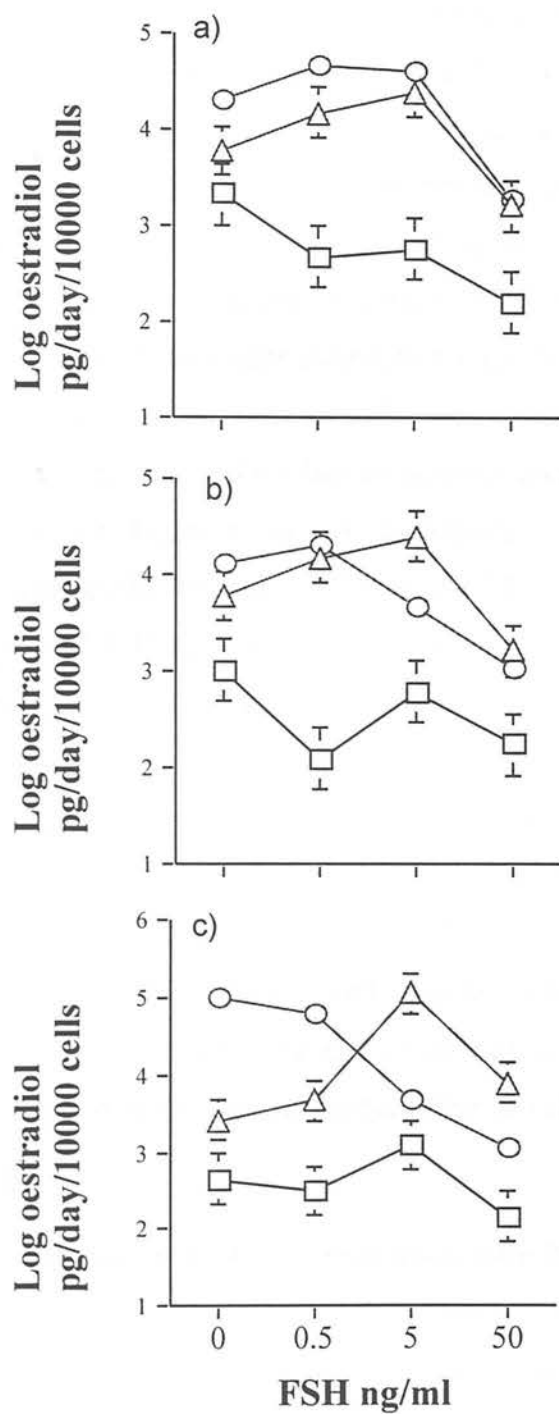 a)
5
4
3
2
1
Log oestradiol
pg/day/10000 cells
b)
5
4
3
2
1
Log oestradiol
pg/day/10000 cells
c)
6
5
4
3
2
1
Log oestradiol
pg/day/10000 cells
0 0.5 5 50
FSH ng/ml